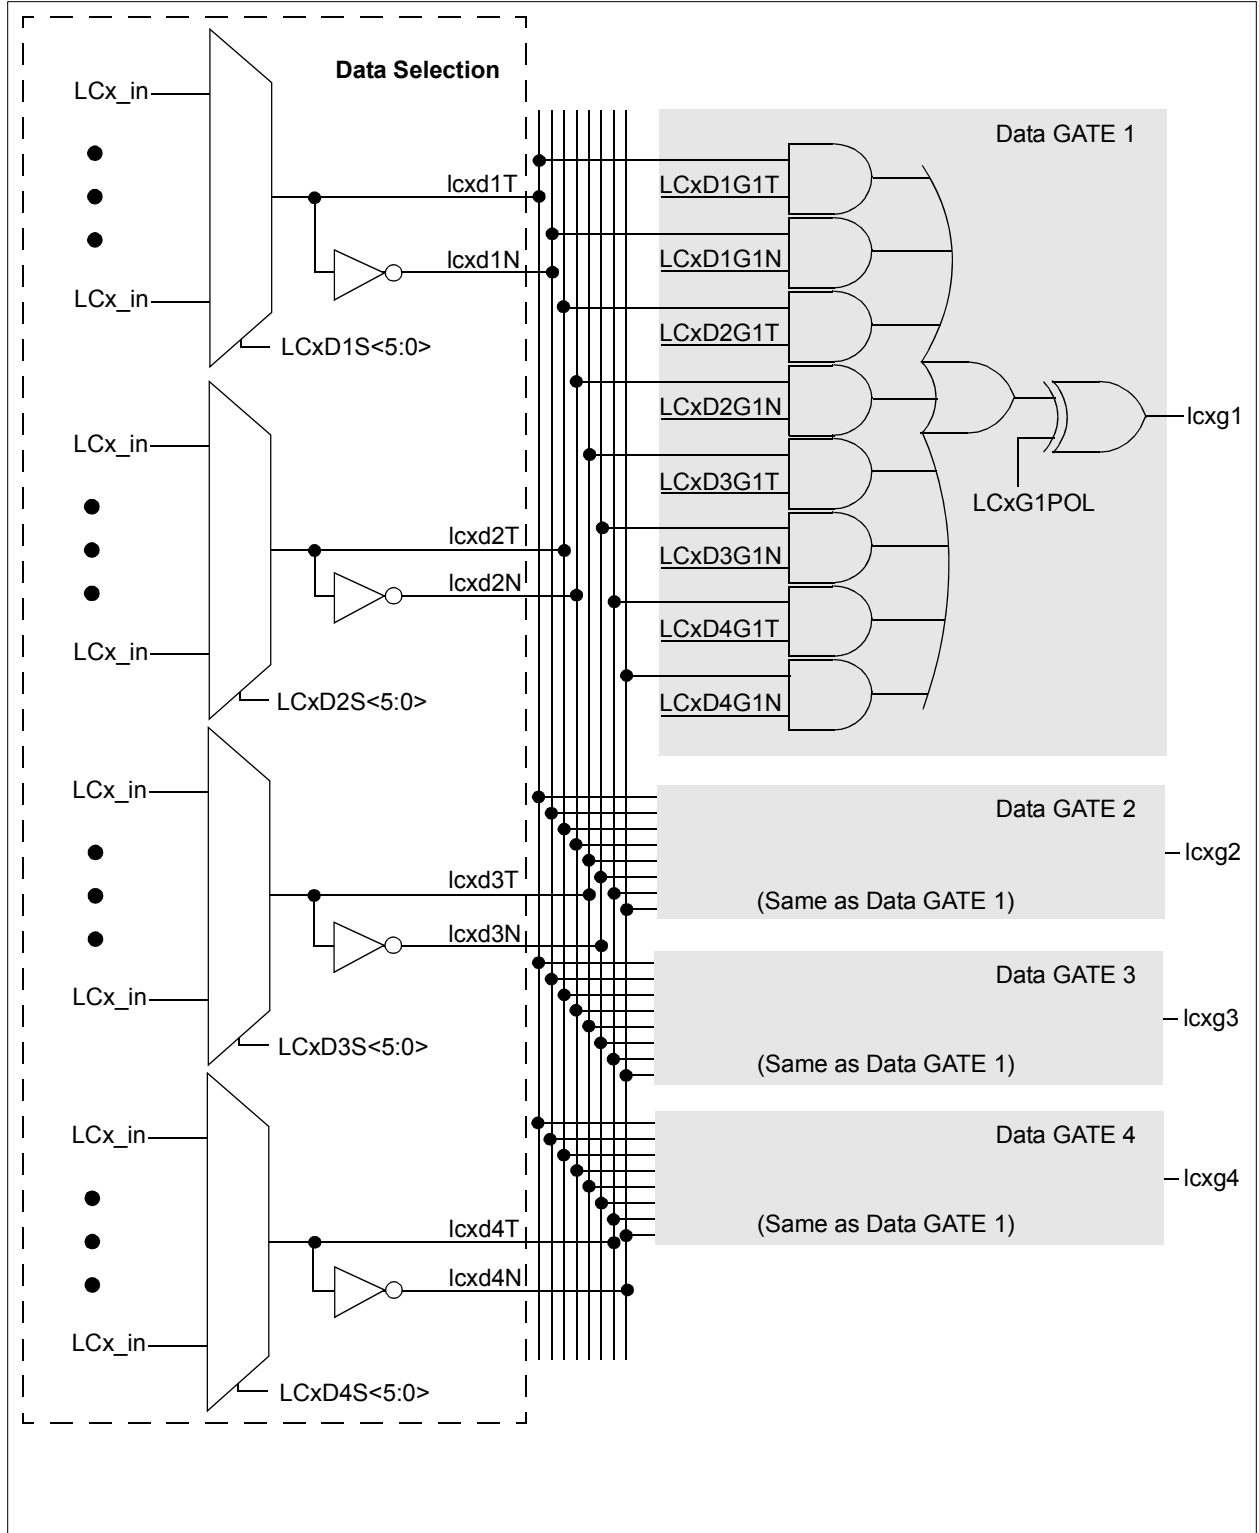 Data Selection
LCx_in
LCx_in
LCxD1S<5:0>
lcxd1T
lcxd1N
LCx_in
LCx_in
LCxD2S<5:0>
lcxd2T
lcxd2N
LCx_in
LCx_in
LCxD3S<5:0>
lcxd3T
lcxd3N
LCx_in
LCx_in
LCxD4S<5:0>
lcxd4T
lcxd4N
Data GATE 1
LCxD1G1T
LCxD1G1N
LCxD2G1T
LCxD2G1N
LCxD3G1T
LCxD3G1N
LCxD4G1T
LCxD4G1N
LCxG1POL
lcxg1
Data GATE 2
(Same as Data GATE 1)
lcxg2
Data GATE 3
(Same as Data GATE 1)
lcxg3
Data GATE 4
(Same as Data GATE 1)
lcxg4